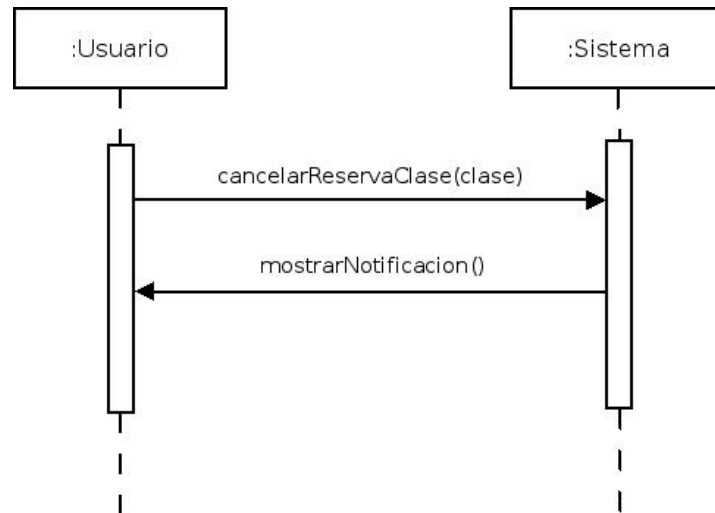 :Usuario
:Sistema
cancelarReservaClase(clase)
mostrarNotificacion()